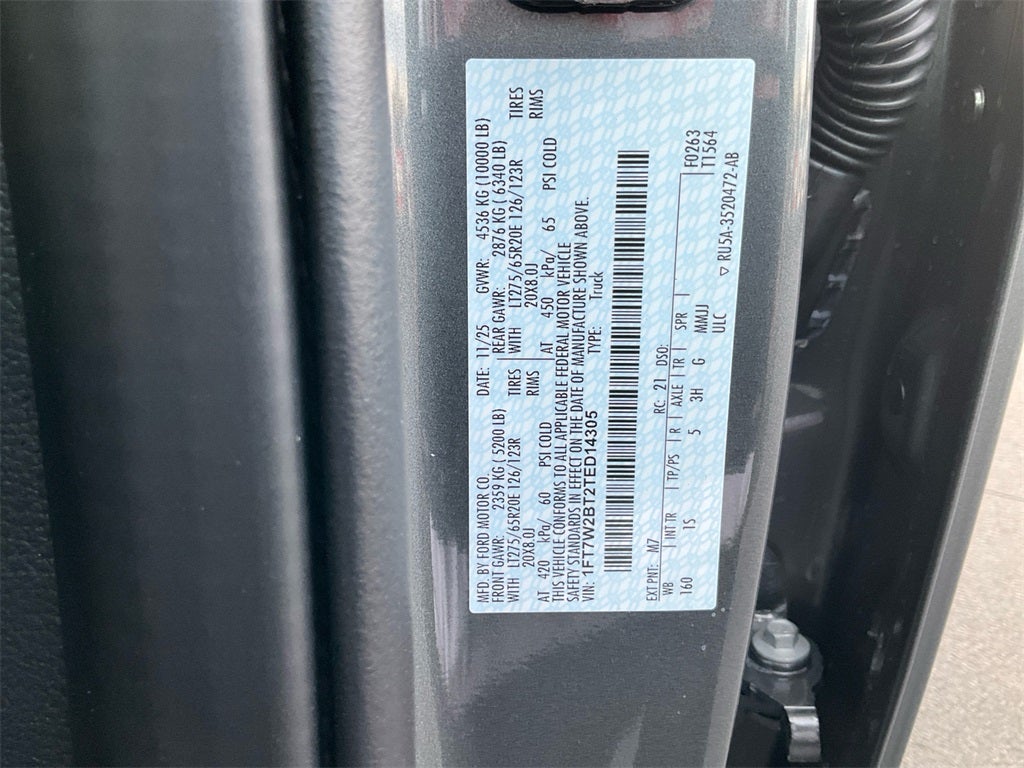 MFD. BY FORD MOTOR CO.
DATE: 11/25 GVWR: 4536 KG (10000 LB)
FRONT GAWR: 2359 KG ( 5200 LB) REAR GAWR: 2876 KG ( 6340 LB)
WITH LT275/65R20E 126/123R TIRES WITH LT275/65R20E 126/123R TIRES
20X8.0J RIMS 20X8.0J RIMS
AT 420 kPa/ 60 PSI COLD AT 450 kPa/ 65 PSI COLD
THIS VEHICLE CONFORMS TO ALL APPLICABLE FEDERAL MOTOR VEHICLE
SAFETY STANDARDS IN EFFECT ON THE DATE OF MANUFACTURE SHOWN ABOVE.
VIN: 1FT7W2BT2TED14305 TYPE: Truck
EXT PNT: M7 RC: 21 DSO: F0263
WB INT TR TP/PS R AXLE TR SPR T1564
160 1S 5 3H G MMJJ
ULC ▽ RU5A-3520472-AB